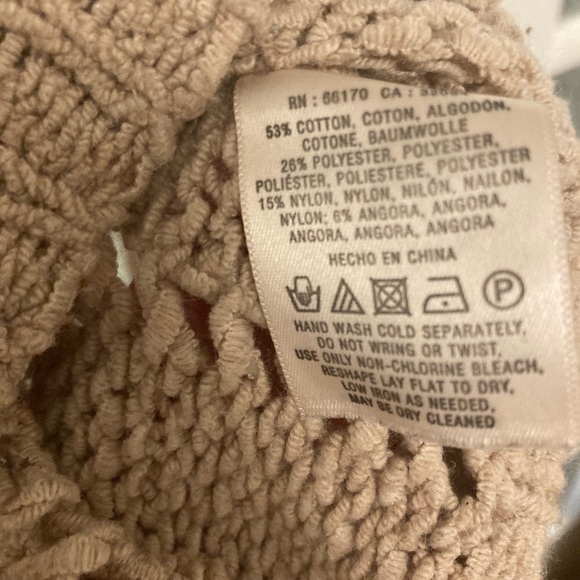 RN : 66170 CA :
53% COTTON, COTON, ALGODON,
COTONE, BAUMWOLLE
26% POLYESTER, POLYESTER,
POLIÉSTER, POLIESTERE, POLYESTER
15% NYLON, NYLON, NILÓN, NAILON,
NYLON; 6% ANGORA, ANGORA,
ANGORA, ANGORA, ANGORA
HECHO EN CHINA
P
HAND WASH COLD SEPARATELY,
DO NOT WRING OR TWIST,
USE ONLY NON-CHLORINE BLEACH,
RESHAPE LAY FLAT TO DRY,
LOW IRON AS NEEDED,
MAY BE DRY CLEANED